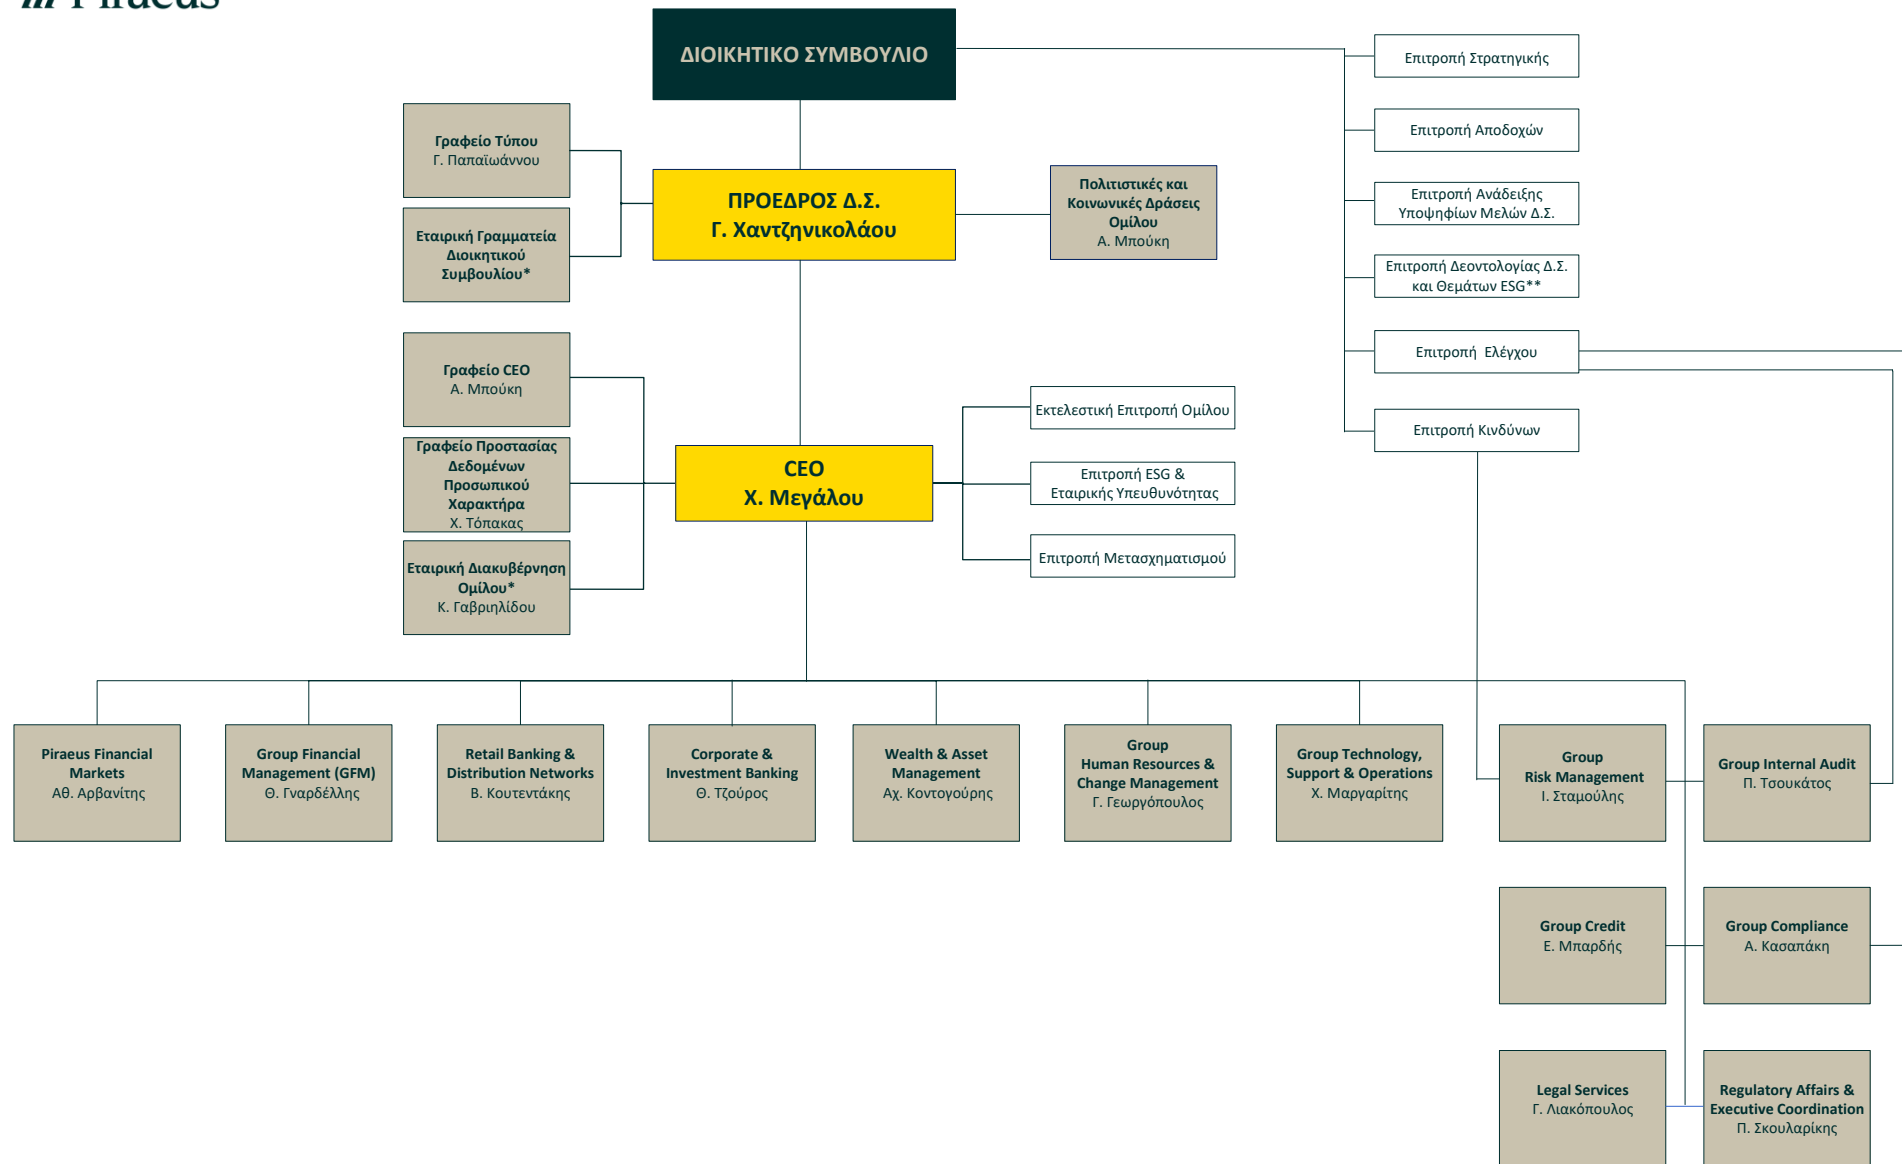 Piraeus
ΔΙΟΙΚΗΤΙΚΟ ΣΥΜΒΟΥΛΙΟ
Επιτροπή Στρατηγικής
Επιτροπή Αποδοχών
Επιτροπή Ανάδειξης
Υποψηφίων Μελών Δ.Σ.
Επιτροπή Δεοντολογίας Δ.Σ.
και Θεμάτων ESG**
Επιτροπή Ελέγχου
Επιτροπή Κινδύνων
Γραφείο Τύπου
Γ. Παπαϊωάννου
Εταιρική Γραμματεία
Διοικητικού
Συμβουλίου*
ΠΡΟΕΔΡΟΣ Δ.Σ.
Γ. Χαντζηνικολάου
Πολιτιστικές και
Κοινωνικές Δράσεις
Ομίλου
Α. Μπούκη
Γραφείο CEO
Α. Μπούκη
Γραφείο Προστασίας
Δεδομένων
Προσωπικού
Χαρακτήρα
Χ. Τόπακας
Εταιρική Διακυβέρνηση
Ομίλου*
Κ. Γαβριηλίδου
CEO
Χ. Μεγάλου
Εκτελεστική Επιτροπή Ομίλου
Επιτροπή ESG &
Εταιρικής Υπευθυνότητας
Επιτροπή Μετασχηματισμού
Piraeus Financial
Markets
Αθ. Αρβανίτης
Group Financial
Management (GFM)
Θ. Γναρδέλλης
Retail Banking &
Distribution Networks
Β. Κουτεντάκης
Corporate &
Investment Banking
Θ. Τζούρος
Wealth & Asset
Management
Αχ. Κοντογούρης
Group
Human Resources &
Change Management
Γ. Γεωργόπουλος
Group Technology,
Support & Operations
Χ. Μαργαρίτης
Group
Risk Management
Ι. Σταμούλης
Group Internal Audit
Π. Τσουκάτος
Group Credit
Ε. Μπαρδής
Group Compliance
Α. Κασαπάκη
Legal Services
Γ. Λιακόπουλος
Regulatory Affairs &
Executive Coordination
Π. Σκουλαρίκης